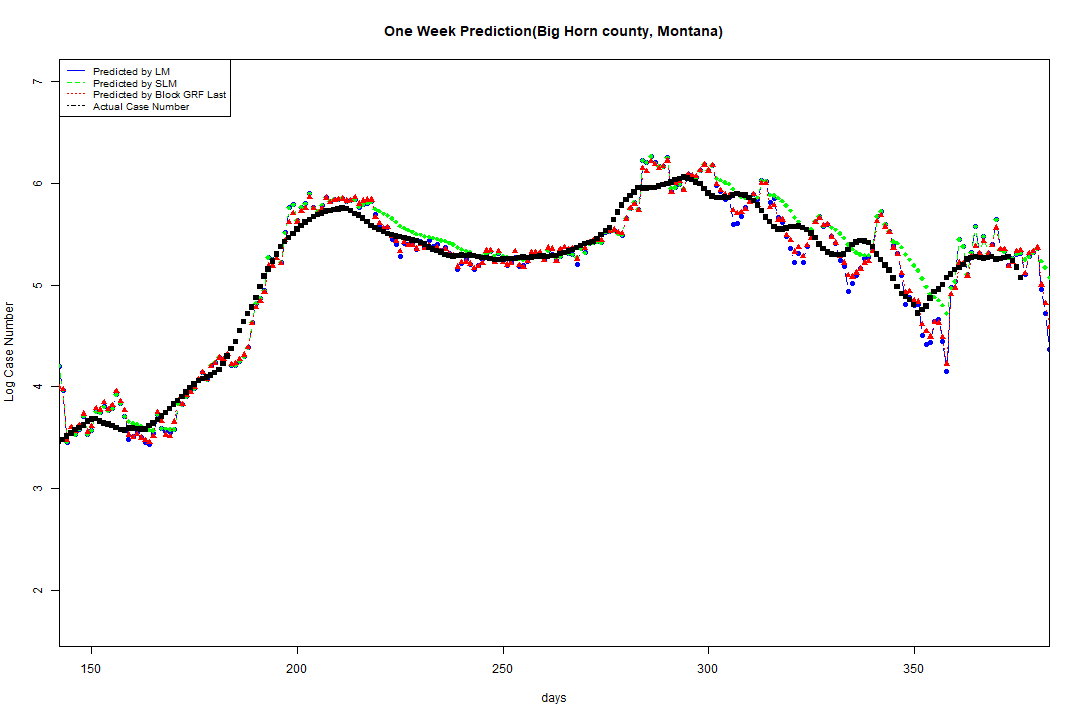 One Week Prediction(Big Horn county, Montana)
Predicted by LM
Predicted by SLM
Predicted by Block GRF Last
Actual Case Number
7
6
5
4
3
2
Log Case Number
150 200 250 300 350
days